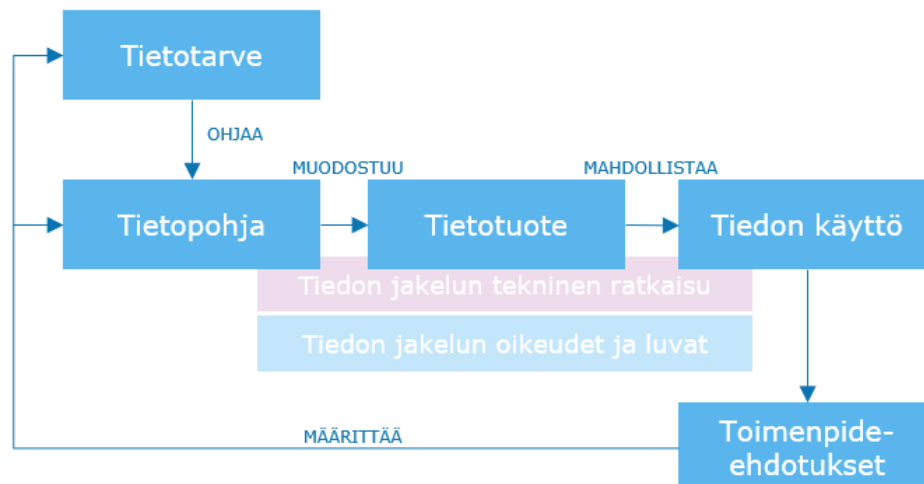 Tietotarve
OHJAA
MUODOSTUU
MAHDOLLISTAA
Tietopohja
Tietotuote
Tiedon käyttö
Tiedon jakelun tekninen ratkaisu
Tiedon jakelun oikeudet ja luvat
MÄÄRITTÄÄ
Toimenpide-
ehdotukset